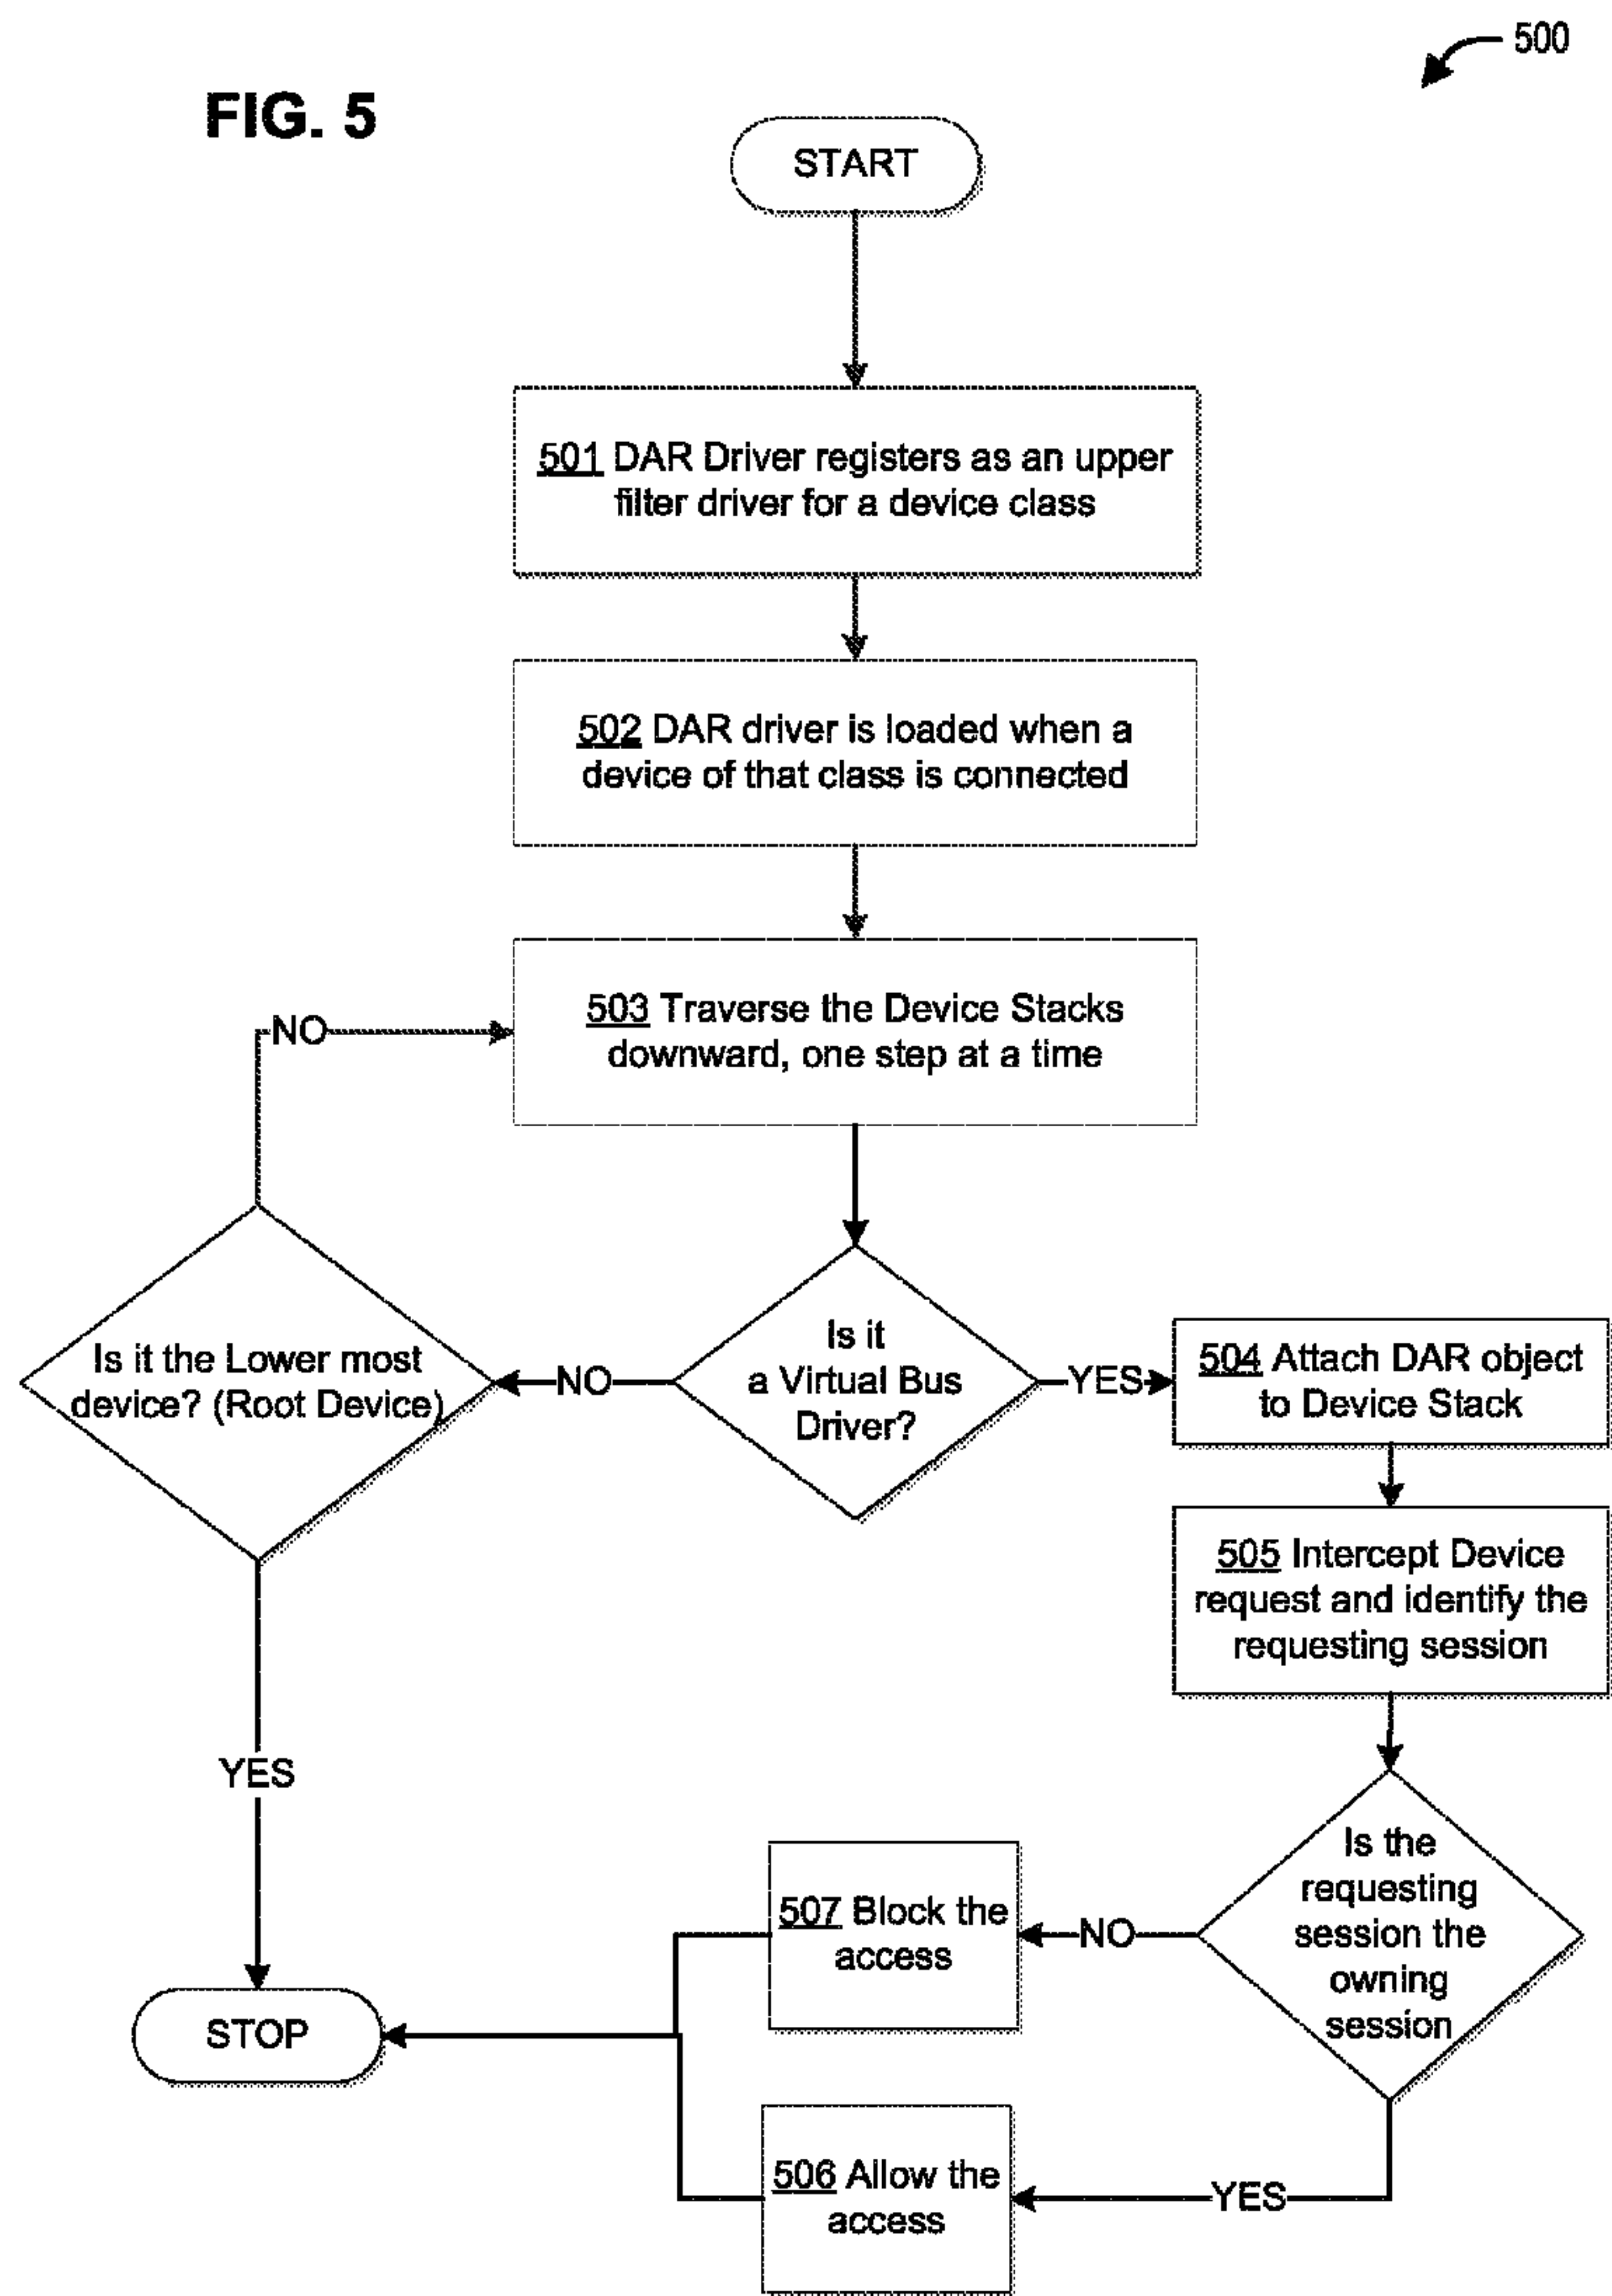 500
FIG. 5
START
501 DAR Driver registers as an upper
filter driver for a device class
502 DAR driver is loaded when a
device of that class is connected
503 Traverse the Device Stacks
downward, one step at a time
NO
Is it the Lower most
device? (Root Device)
NO
Is it
a Virtual Bus
Driver?
YES
504 Attach DAR object
to Device Stack
505 Intercept Device
request and identify the
requesting session
YES
Is the
requesting
session the
owning
session
NO
507 Block the
access
STOP
YES
506 Allow the
access